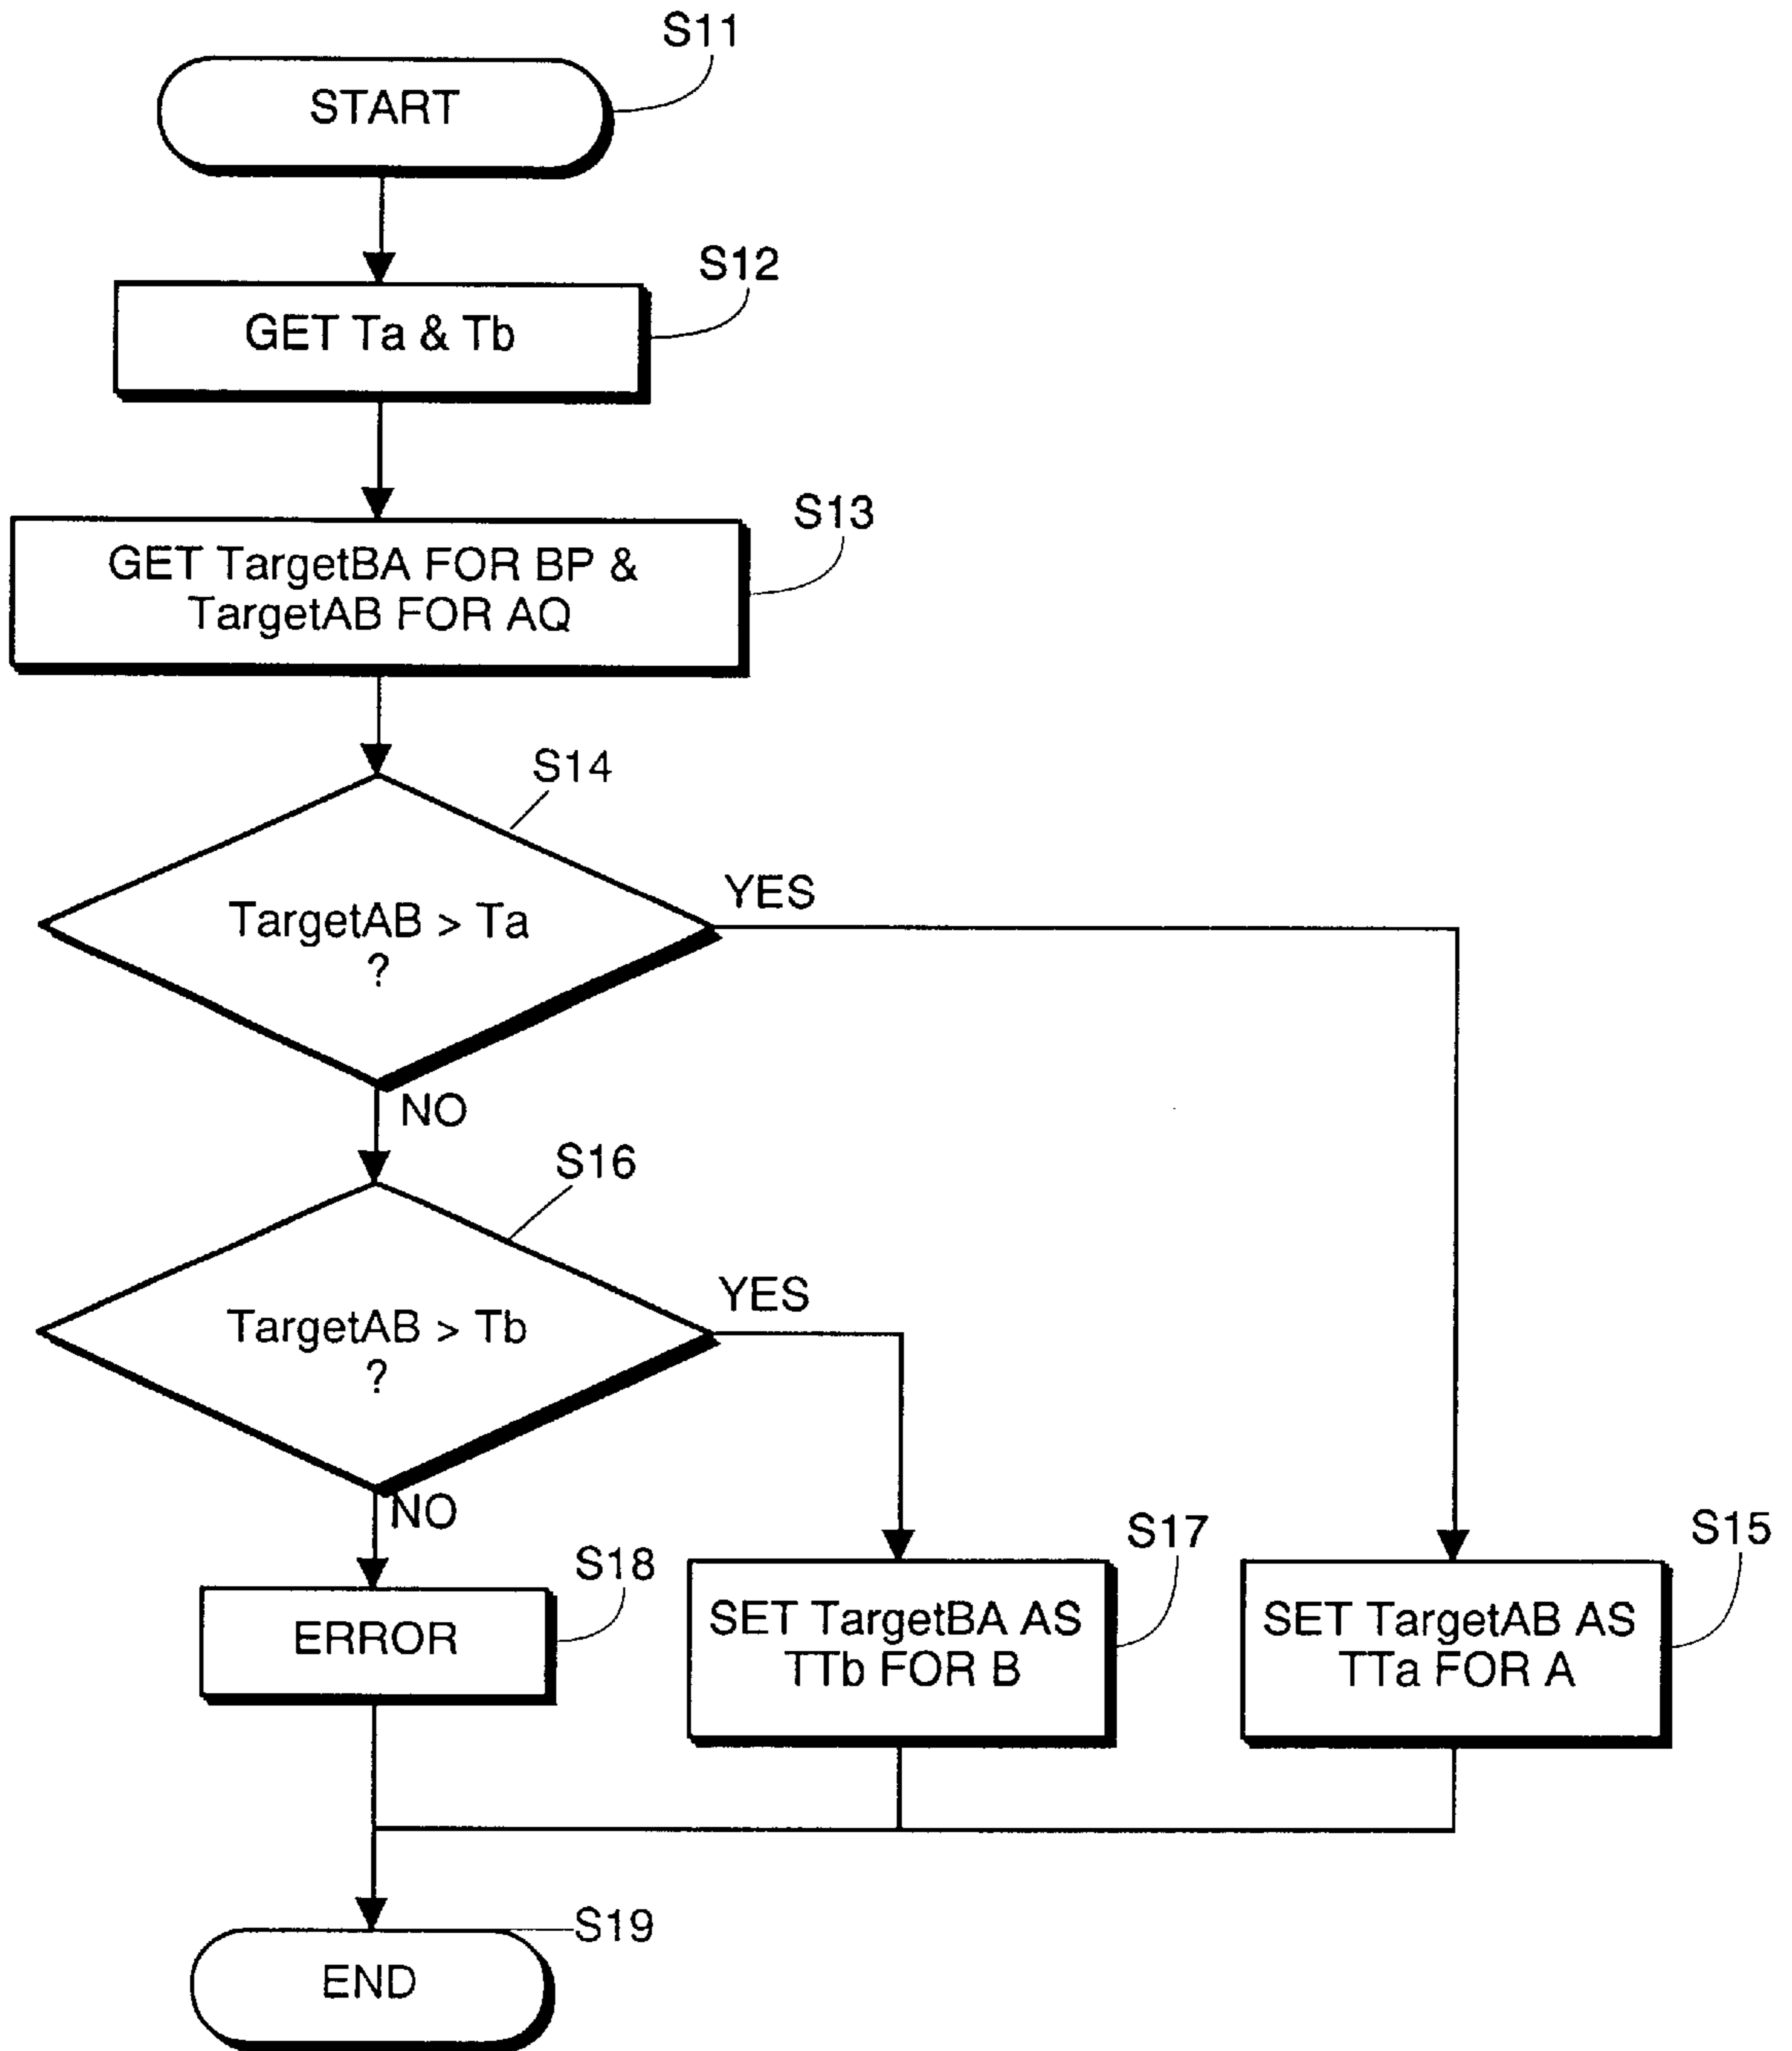 S11
START
S12
GET Ta & Tb
S13
GET TargetBA FOR BP &
TargetAB FOR AQ
S14
TargetAB > Ta
?
YES
NO
S16
TargetAB > Tb
?
YES
NO
S18
ERROR
S17
SET TargetBA AS
TTb FOR B
S15
SET TargetAB AS
TTa FOR A
S19
END